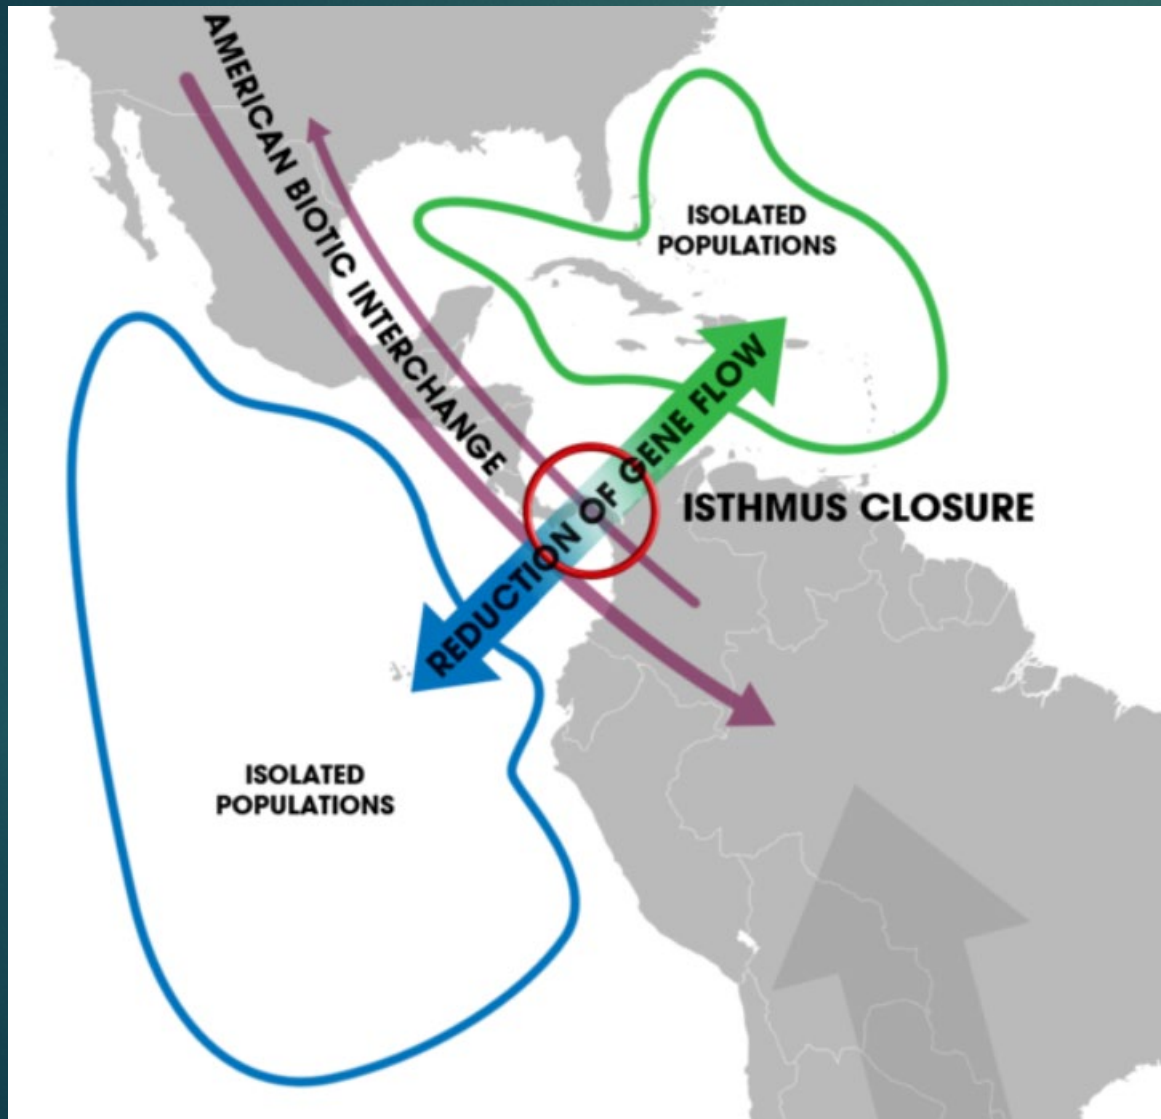 AMERICAN BIOTIC INTERCHANGE
ISOLATED
POPULATIONS
REDUCTION OF GENE FLOW
ISTHMUS CLOSURE
ISOLATED
POPULATIONS